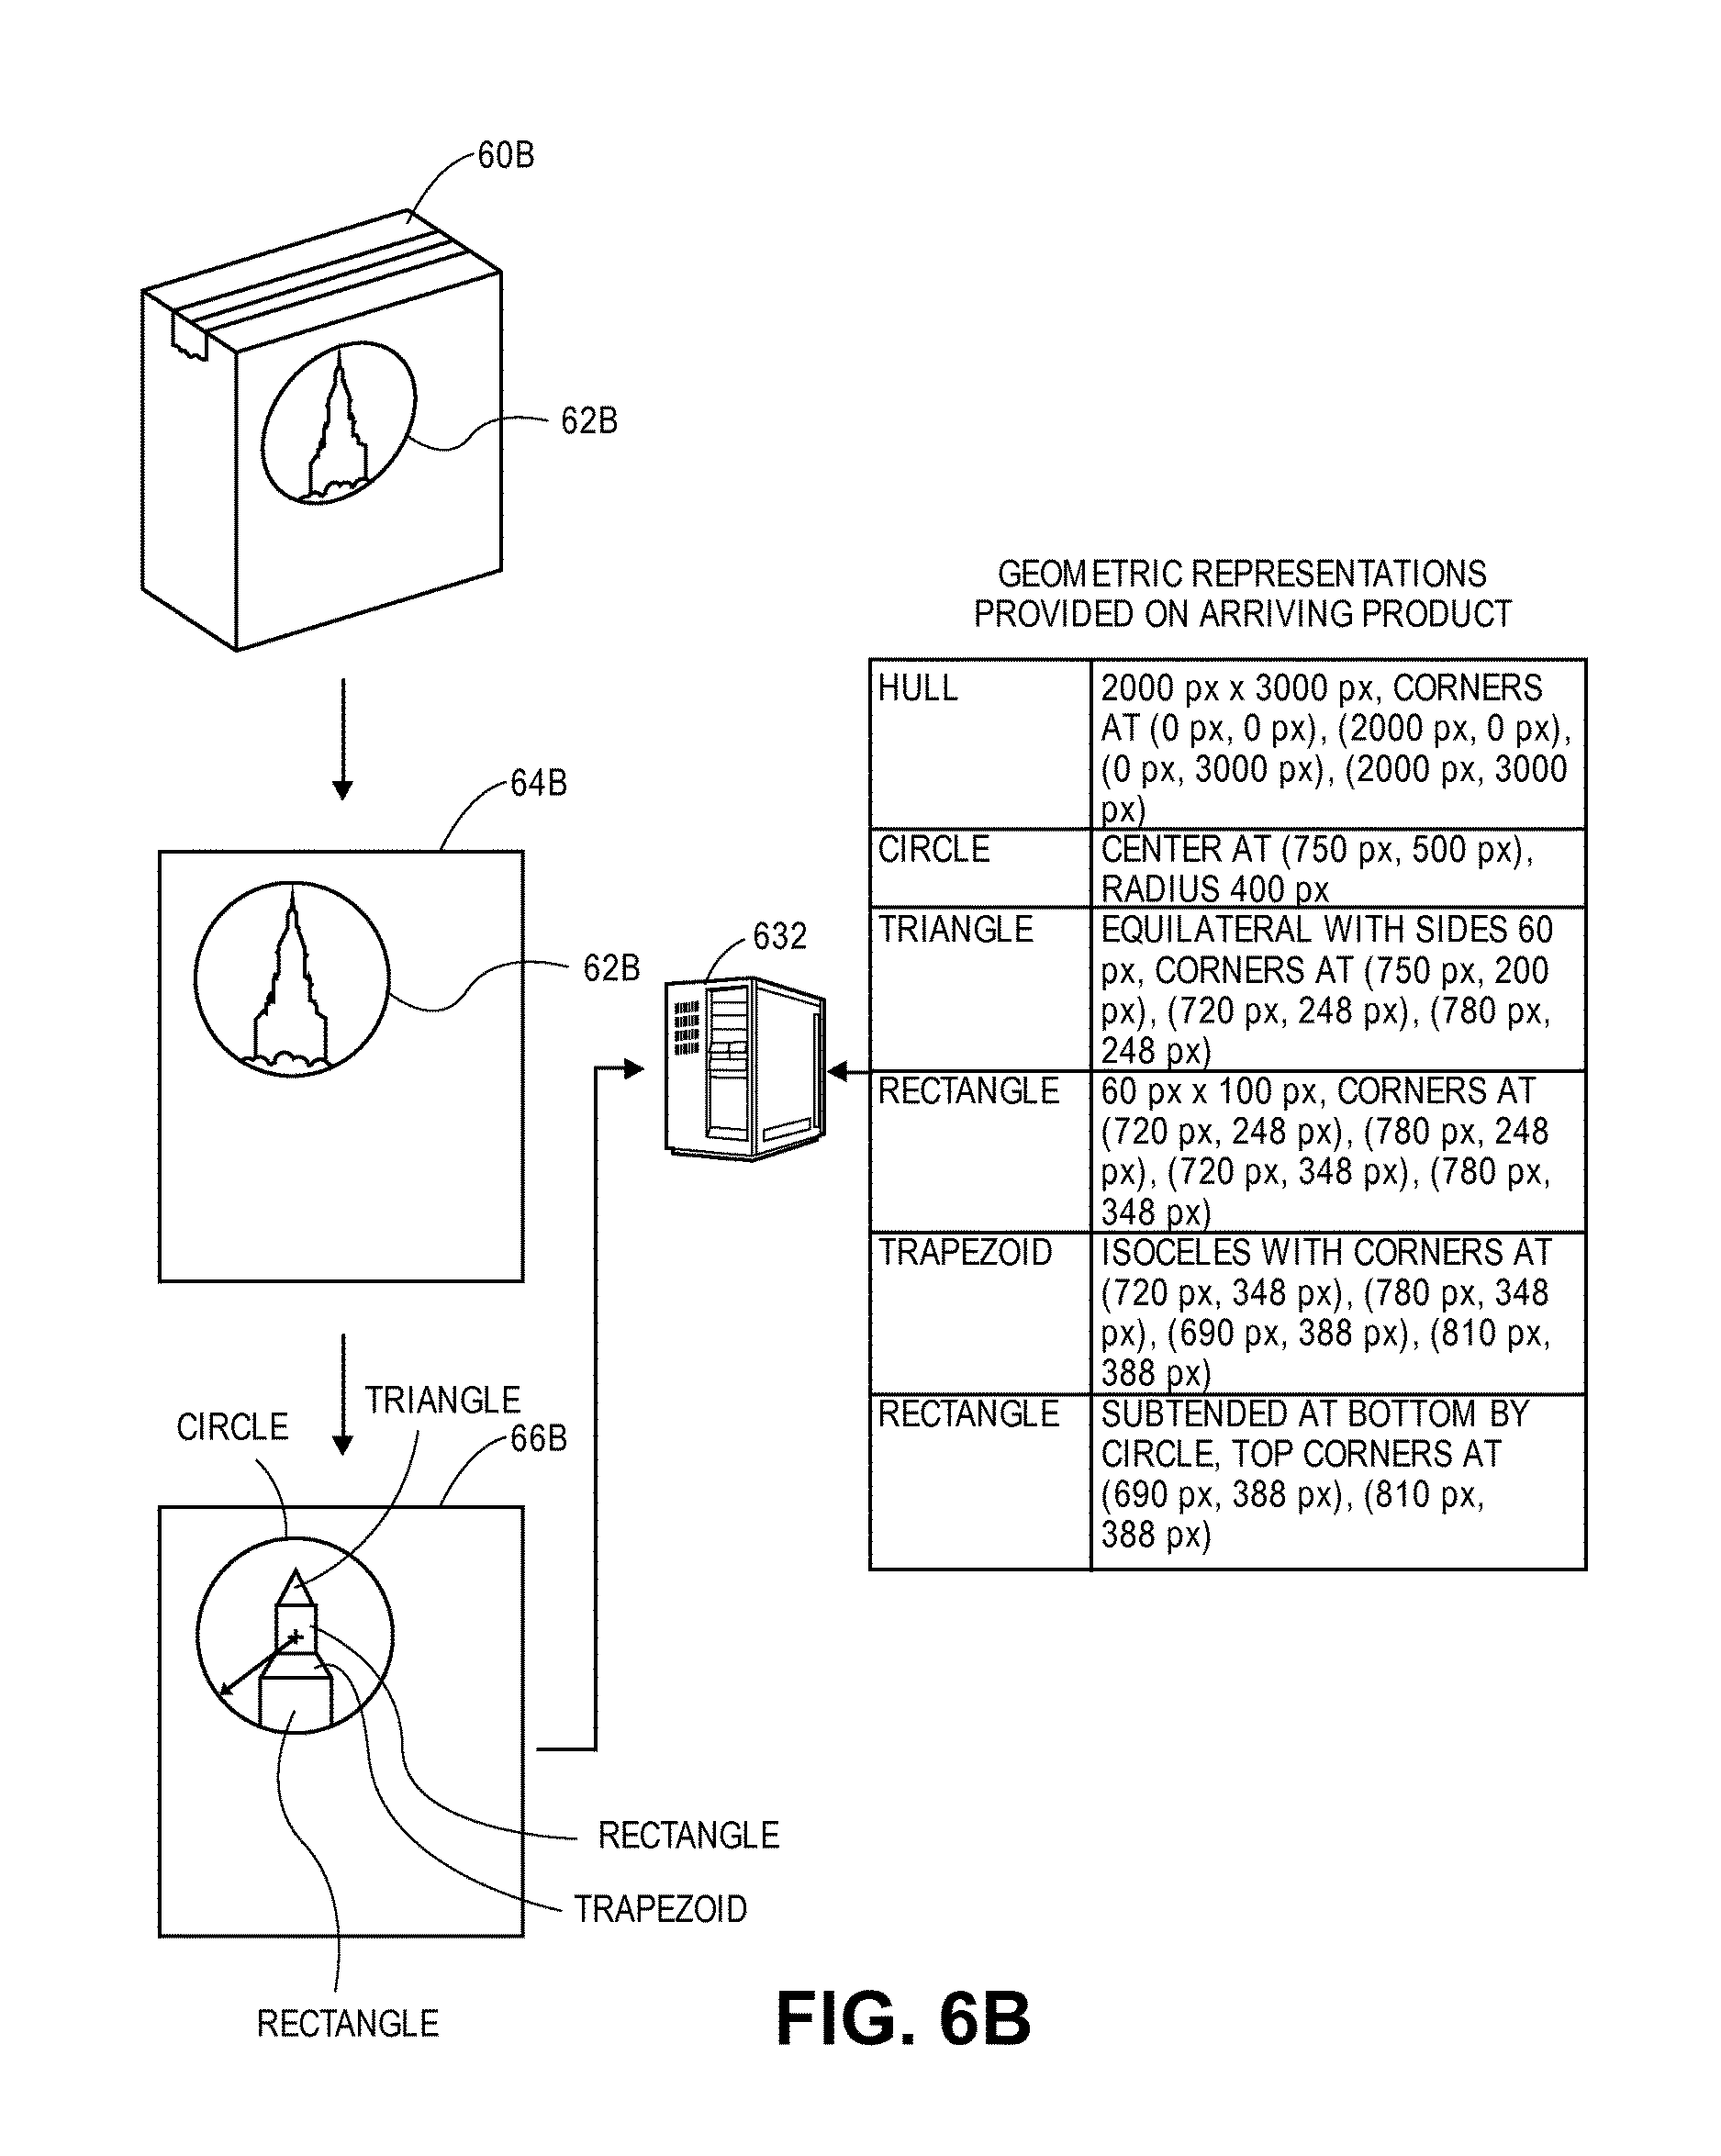 60B
62B
GEOMETRIC REPRESENTATIONS
PROVIDED ON ARRIVING PRODUCT
HULL
2000 px x 3000 px, CORNERS
AT (0 px, 0 px), (2000 px, 0 px),
(0 px, 3000 px), (2000 px, 3000
px)
CIRCLE
CENTER AT (750 px, 500 px),
RADIUS 400 px
TRIANGLE
EQUILATERAL WITH SIDES 60
px, CORNERS AT (750 px, 200
px), (720 px, 248 px), (780 px,
248 px)
RECTANGLE
60 px x 100 px, CORNERS AT
(720 px, 248 px), (780 px, 248
px), (720 px, 348 px), (780 px,
348 px)
TRAPEZOID
ISOCELES WITH CORNERS AT
(720 px, 348 px), (780 px, 348
px), (690 px, 388 px), (810 px,
388 px)
RECTANGLE
SUBTENDED AT BOTTOM BY
CIRCLE, TOP CORNERS AT
(690 px, 388 px), (810 px,
388 px)
64B
62B
632
TRIANGLE
CIRCLE
66B
RECTANGLE
TRAPEZOID
RECTANGLE
FIG. 6B